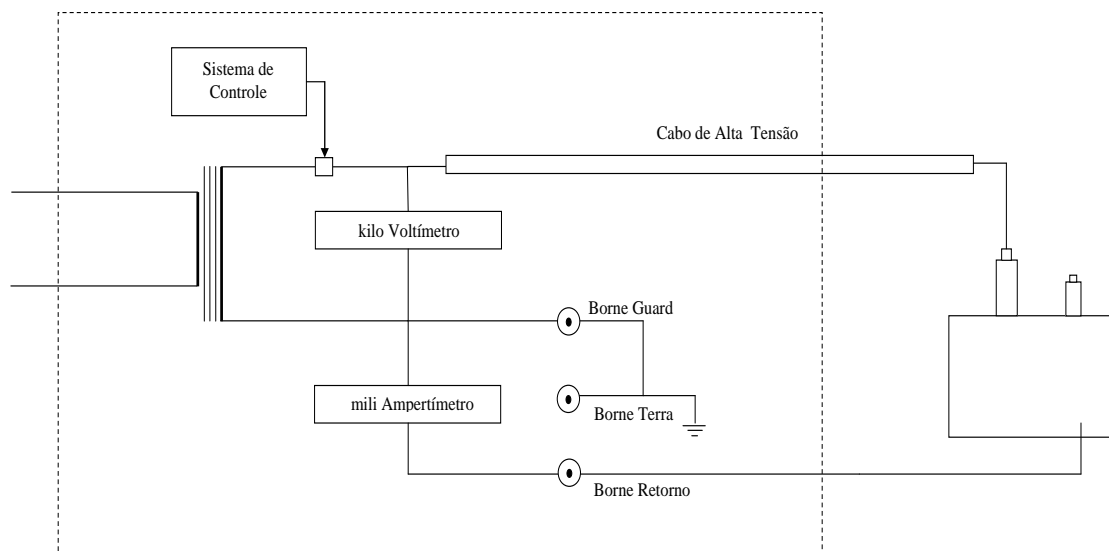 Sistema de
Controle
Cabo de Alta Tensão
kilo Voltímetro
Borne Guard
mili Ampertímetro
Borne Terra
Borne Retorno